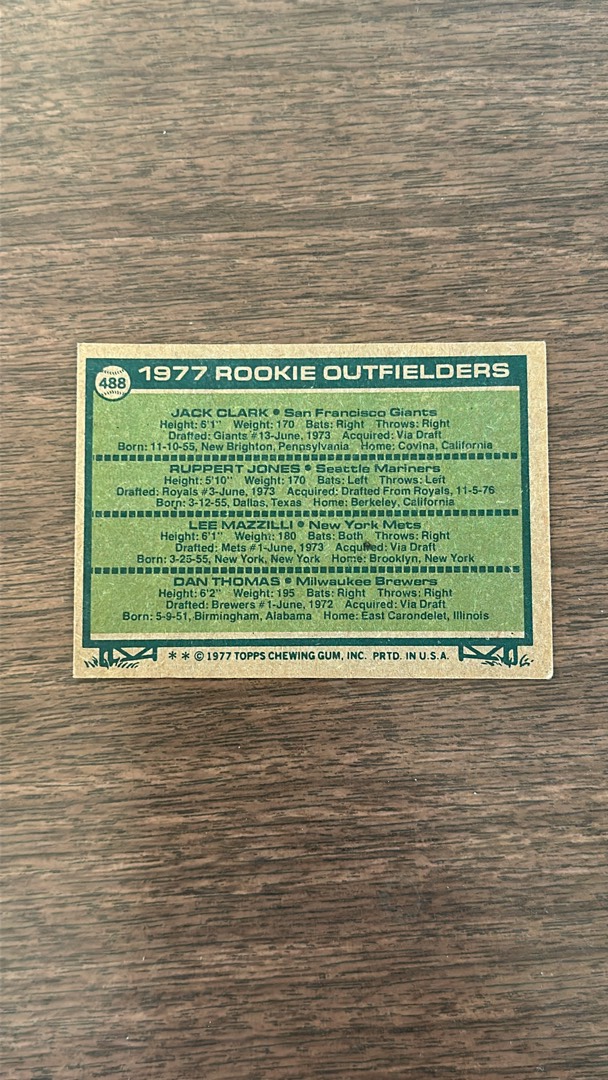 488
1977 ROOKIE OUTFIELDERS
JACK CLARK • San Francisco Giants
Height: 6'1" Weight: 170 Bats: Right Throws: Right
Drafted: Giants #13-June, 1973 Acquired: Via Draft
Born: 11-10-55, New Brighton, Pennsylvania Home: Covina, California
RUPPERT JONES • Seattle Mariners
Height: 5'10" Weight: 170 Bats: Left Throws: Left
Drafted: Royals #3-June, 1973 Acquired: Drafted From Royals, 11-5-76
Born: 3-12-55, Dallas, Texas Home: Berkeley, California
LEE MAZZILLI • New York Mets
Height: 6'1" Weight: 180 Bats: Both Throws: Right
Drafted: Mets #1-June, 1973 Acquired: Via Draft
Born: 3-25-55, New York, New York Home: Brooklyn, New York
DAN THOMAS • Milwaukee Brewers
Height: 6'2" Weight: 195 Bats: Right Throws: Right
Drafted: Brewers #1-June, 1972 Acquired: Via Draft
Born: 5-9-51, Birmingham, Alabama Home: East Carondelet, Illinois
* * © 1977 TOPPS CHEWING GUM, INC. PRTD. IN U.S.A.